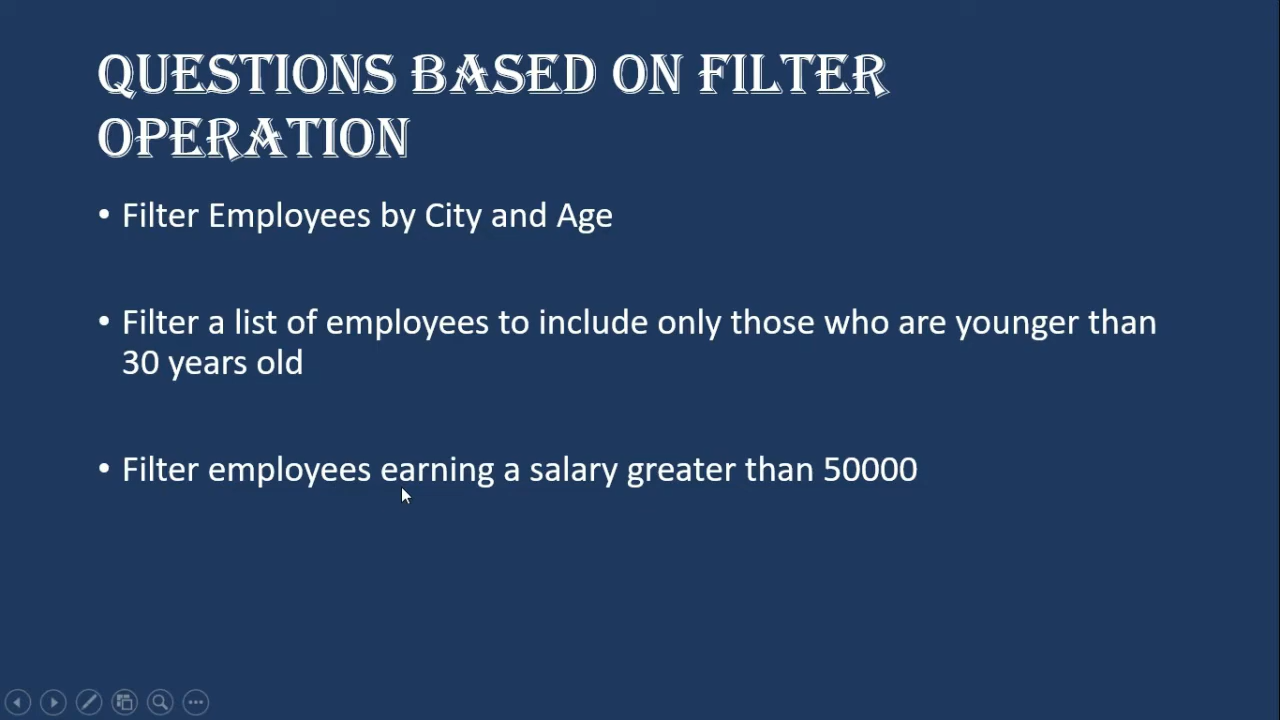 QUESTIONS BASED ON FILTER
OPERATION
• Filter Employees by City and Age
• Filter a list of employees to include only those who are younger than
30 years old
• Filter employees earning a salary greater than 50000